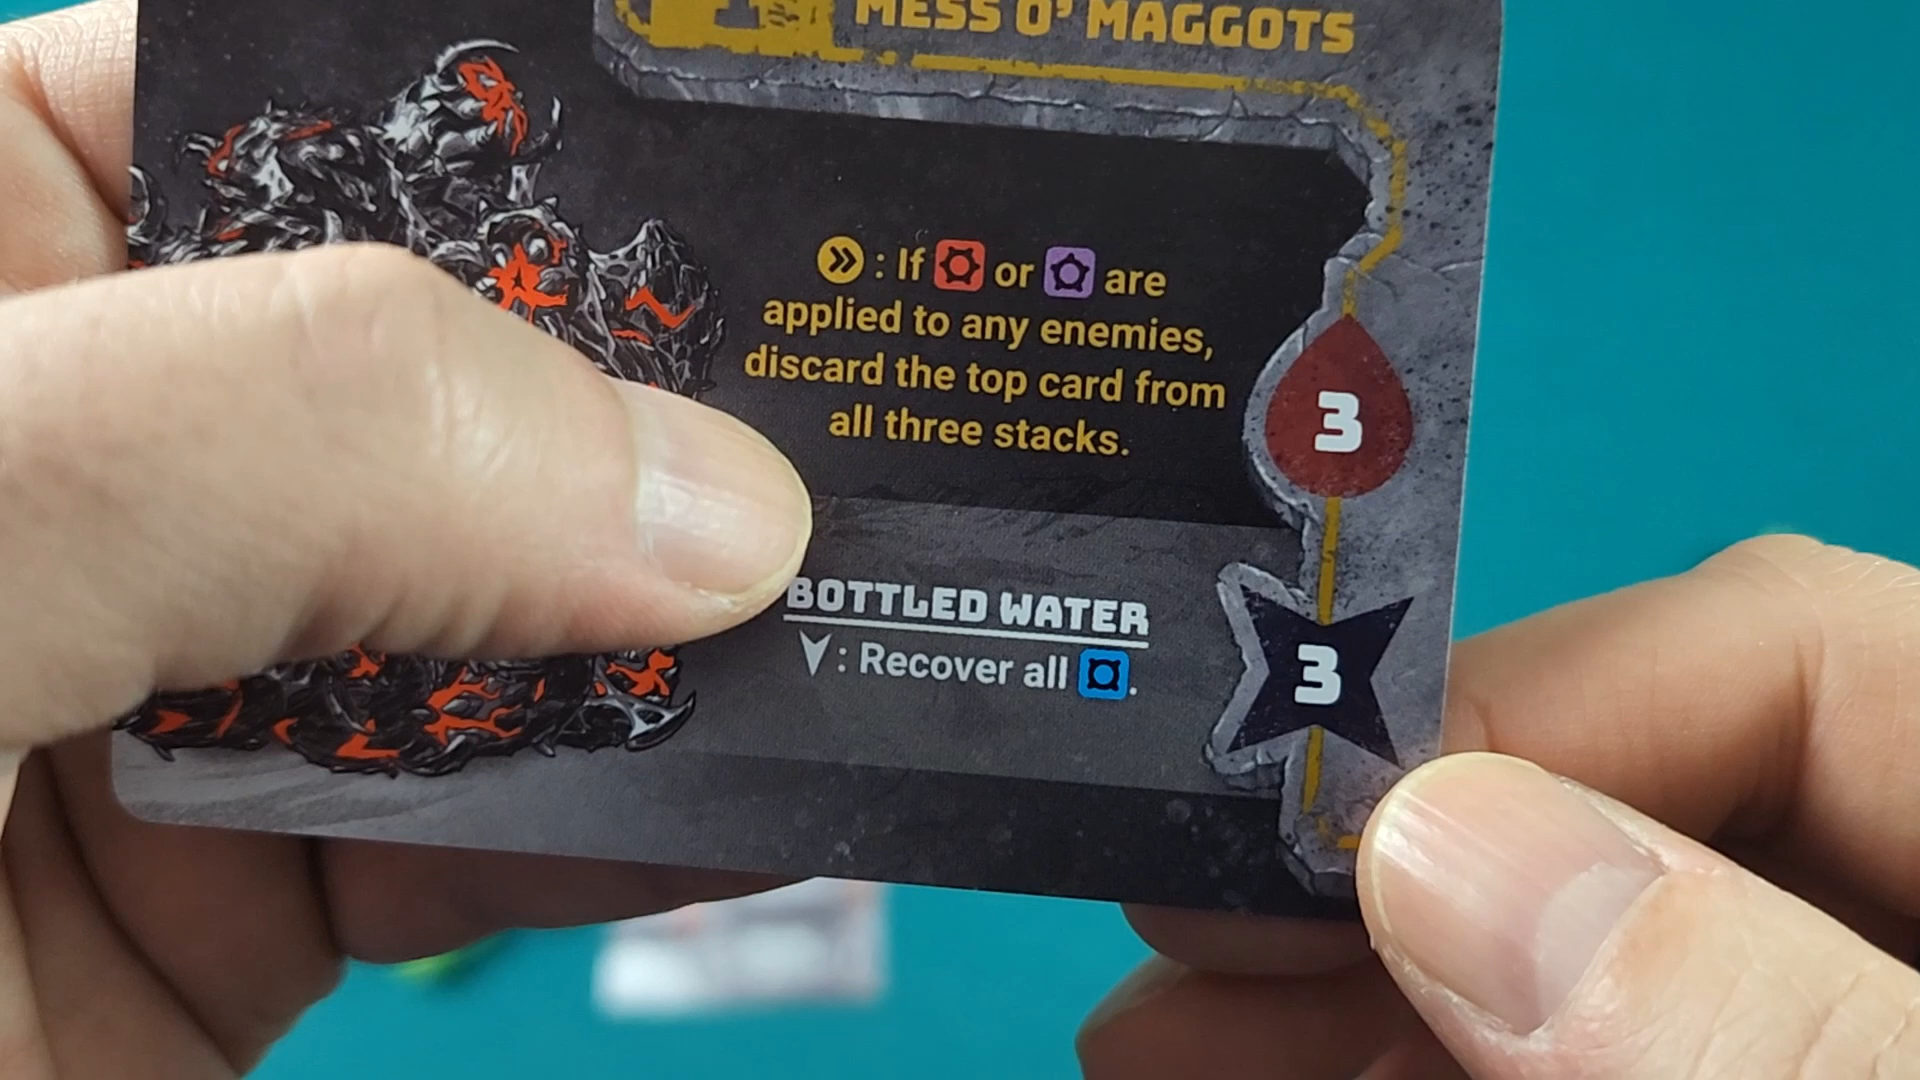 MESS O' MAGGOTS
: If or are
applied to any enemies,
discard the top card from
all three stacks.
3
BOTTLED WATER
: Recover all .
3